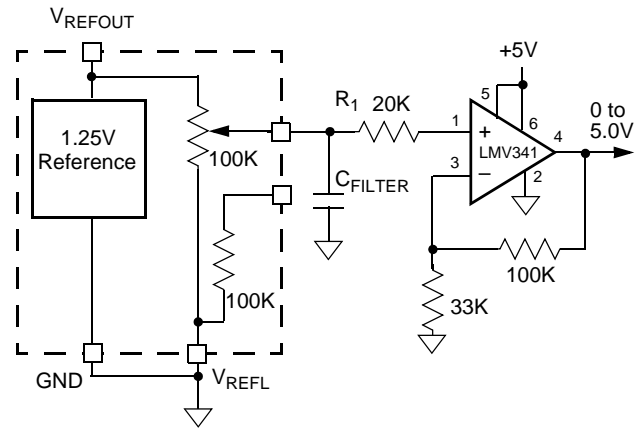 VREFOUT
1.25V
Reference
100K
100K
GND
VREFL
R1 20K
CFILTER
+5V
5
6
1
+
LMV341
4
3
–
2
0 to
5.0V
100K
33K